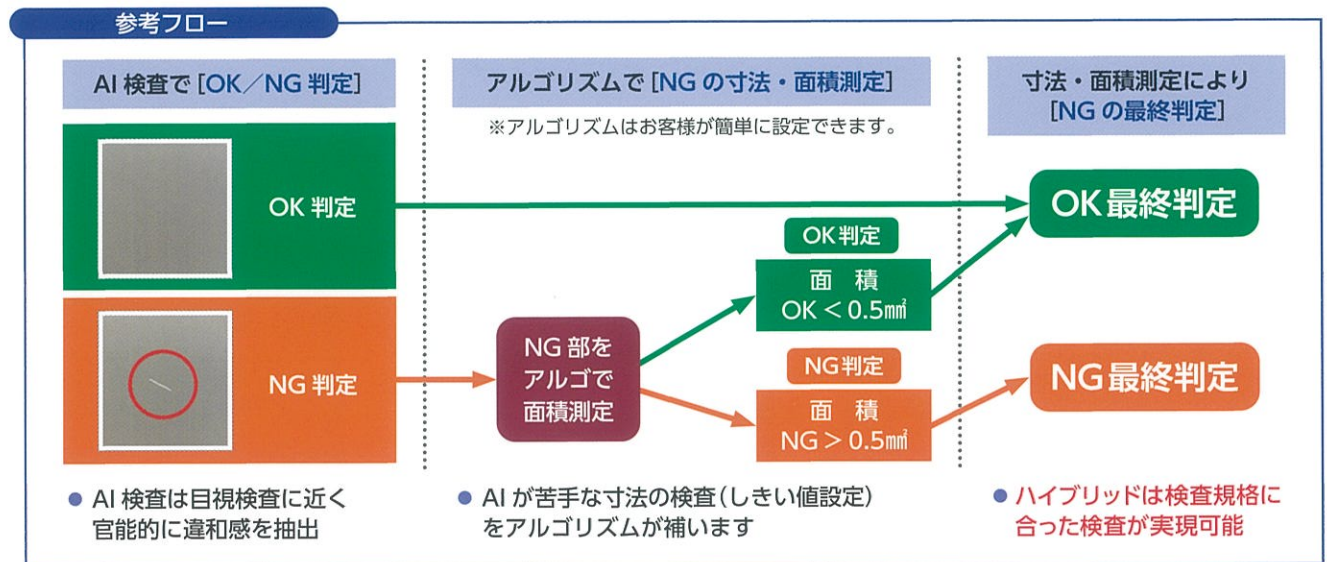 参考フロー
AI 検査で [OK／NG 判定]
OK 判定
NG 判定
● AI 検査は目視検査に近く
官能的に違和感を抽出
アルゴリズムで [NG の寸法・面積測定]
※アルゴリズムはお客様が簡単に設定できます。
NG 部を
アルゴで
面積測定
OK 判定
面 積
OK < 0.5㎟
NG 判定
面 積
NG > 0.5㎟
● AI が苦手な寸法の検査（しきい値設定）
をアルゴリズムが補います
寸法・面積測定により
[NG の最終判定]
OK 最終判定
NG 最終判定
● ハイブリッドは検査規格に
合った検査が実現可能